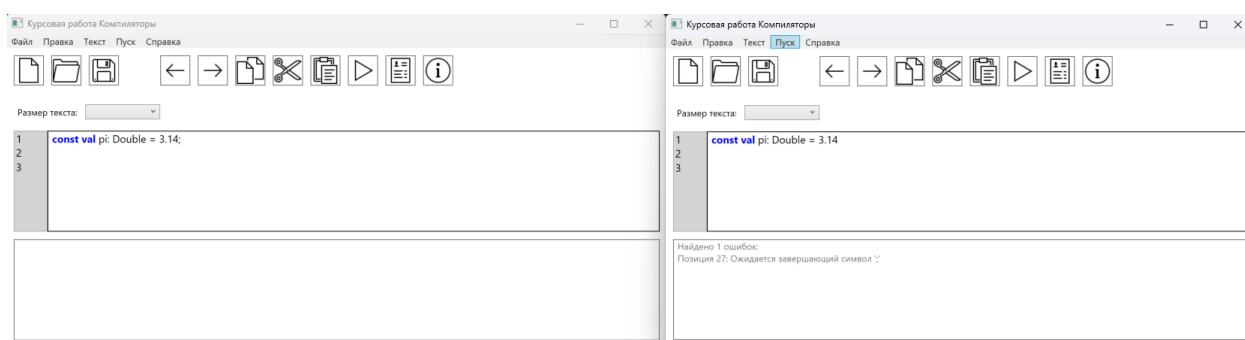 Курсовая работа Компиляторы
Файл Правка Текст Пуск Справка
Размер текста:
1 const val pi: Double = 3.14;
2
3
Курсовая работа Компиляторы
Файл Правка Текст Пуск Справка
Размер текста:
1 const val pi: Double = 3.14
2
3
Найдено 1 ошибок:
Позиция 27: Ожидается завершающий символ ';'